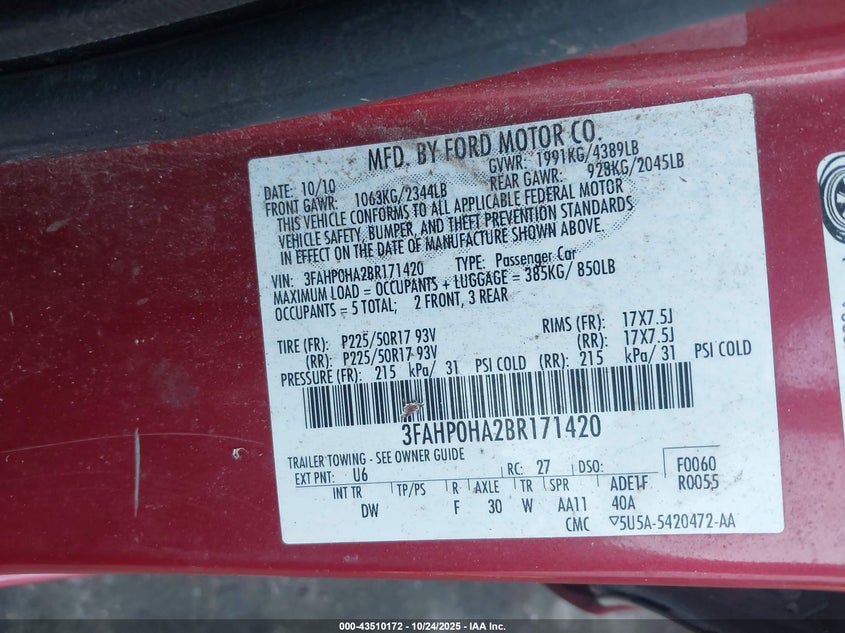 MFD. BY FORD MOTOR CO.
DATE: 10/10 GVWR: 1991KG/4389LB
FRONT GAWR: 1063KG/2344LB REAR GAWR: 928KG/2045LB
THIS VEHICLE CONFORMS TO ALL APPLICABLE FEDERAL MOTOR
VEHICLE SAFETY, BUMPER, AND THEFT PREVENTION STANDARDS
IN EFFECT ON THE DATE OF MANUFACTURE SHOWN ABOVE.
VIN: 3FAHP0HA2BR171420 TYPE: Passenger Car
MAXIMUM LOAD = OCCUPANTS + LUGGAGE = 385KG/ 850LB
OCCUPANTS = 5 TOTAL; 2 FRONT, 3 REAR
TIRE (FR): P225/50R17 93V RIMS (FR): 17X7.5J
(RR): P225/50R17 93V (RR): 17X7.5J
PRESSURE (FR): 215 kPa/ 31 PSI COLD (RR): 215 kPa/ 31 PSI COLD
3FAHP0HA2BR171420
TRAILER TOWING - SEE OWNER GUIDE
EXT PNT: U6 RC: 27 DSO: F0060
R0055
INT TR TP/PS R AXLE TR SPR ADE1F
DW F 30 W AA11 40A
CMC ▽5U5A-5420472-AA
000-43510172 - 10/24/2025 - IAA Inc.